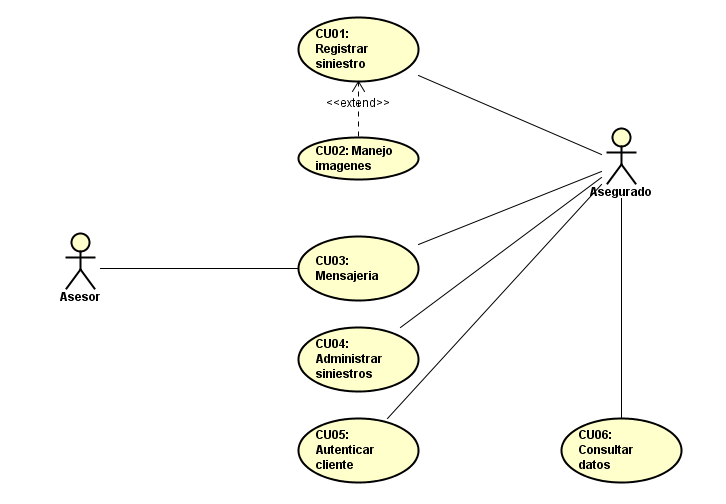 CU01:
Registrar
siniestro
<<extend>>
CU02: Manejo
imagenes
Asegurado
CU03:
Mensajeria
Asesor
CU04:
Administrar
siniestros
CU05:
Autenticar
cliente
CU06:
Consultar
datos